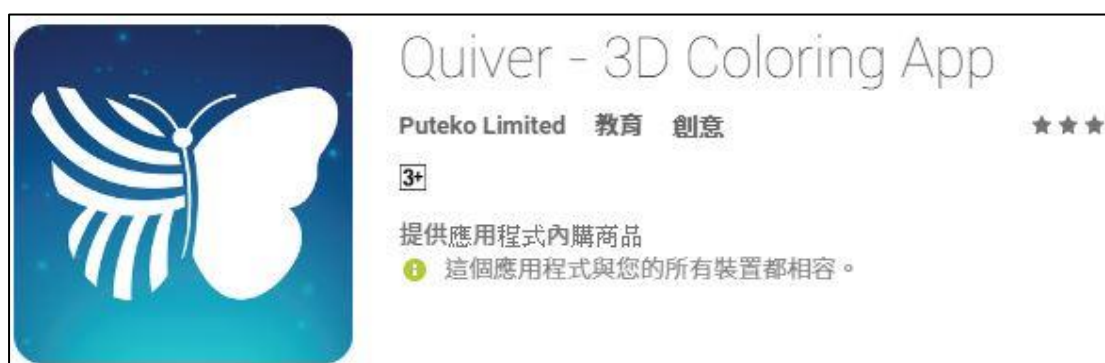 Quiver - 3D Coloring App
Puteko Limited 教育 創意 ★★★
3+
提供應用程式內購商品
這個應用程式與您的所有裝置都相容。